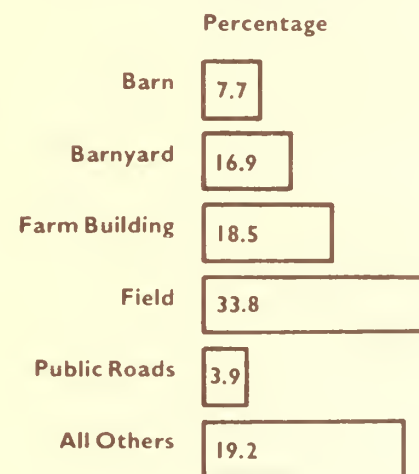 Percentage
Barn 7.7
Barnyard 16.9
Farm Building 18.5
Field 33.8
Public Roads 3.9
All Others 19.2